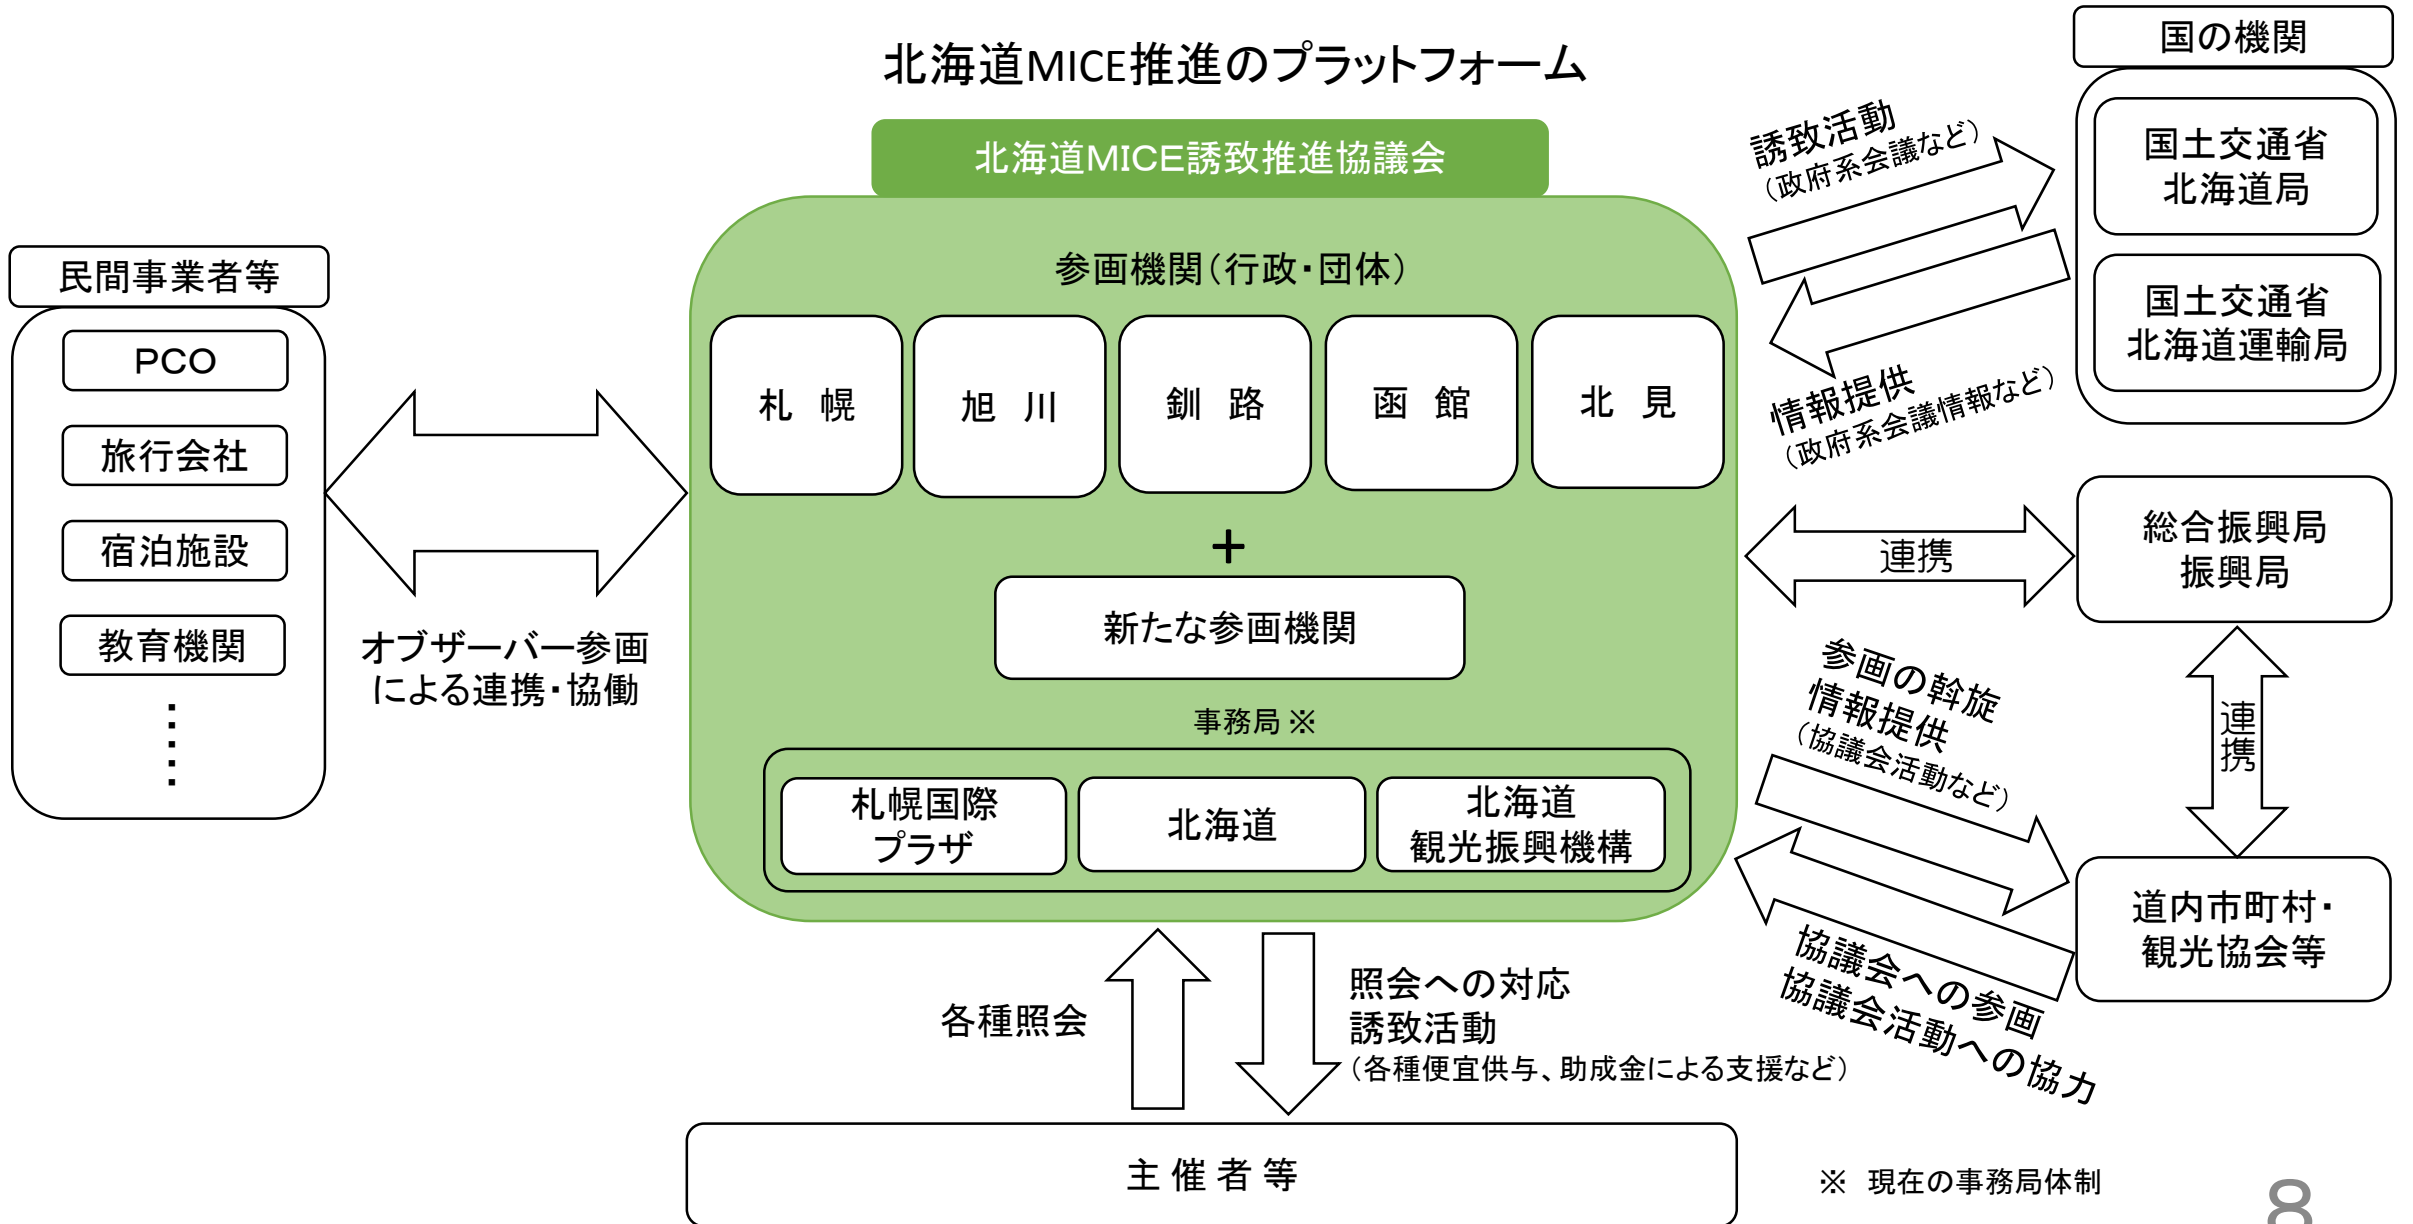 北海道MICE推進のプラットフォーム
北海道MICE誘致推進協議会
参画機関（行政・団体）
札 幌
旭 川
釧 路
函 館
北 見
+
新たな参画機関
事務局 ※
札幌国際
プラザ
北海道
北海道
観光振興機構
民間事業者等
PCO
旅行会社
宿泊施設
教育機関
オブザーバー参画
による連携・協働
国の機関
国土交通省
北海道局
国土交通省
北海道運輸局
誘致活動
（政府系会議など）
情報提供
（政府系会議情報など）
連携
総合振興局
振興局
連携
参画の斡旋
情報提供
（協議会活動など）
協議会への参画
協議会活動への協力
道内市町村・
観光協会等
各種照会
照会への対応
誘致活動
（各種便宜供与、助成金による支援など）
主 催 者 等
※ 現在の事務局体制
8